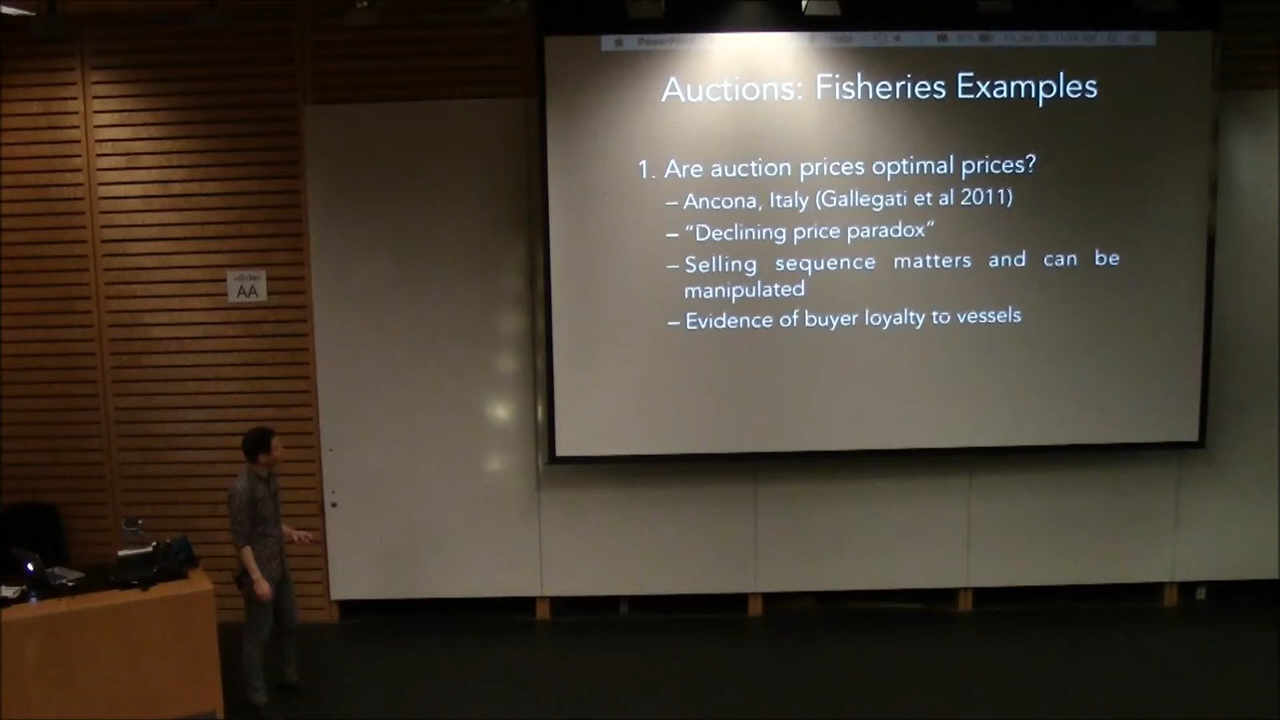 Help
Auctions: Fisheries Examples
1. Are auction prices optimal prices?
– Ancona, Italy (Gallegati et al 2011)
– “Declining price paradox”
– Selling sequence matters and can be
manipulated
– Evidence of buyer loyalty to vessels
AA